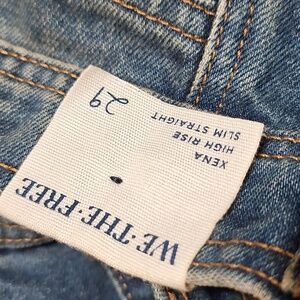 WE·THE·FREE
XENA
HIGH RISE
SLIM STRAIGHT
29